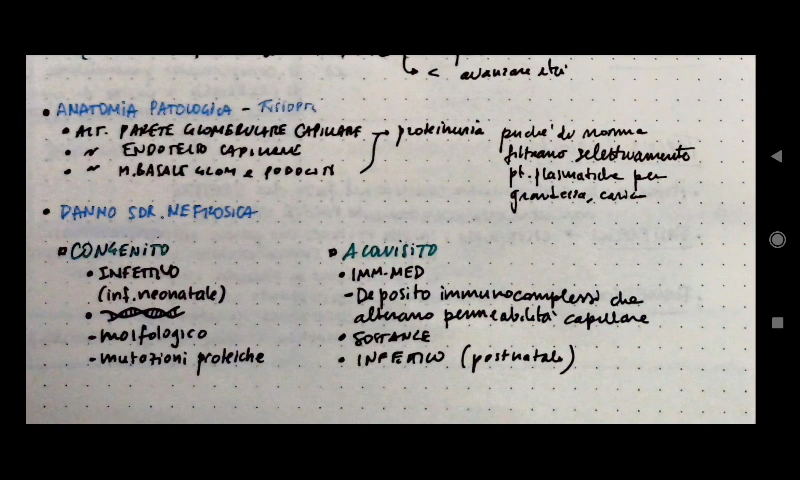 < avanzare età
• ANATOMIA PATOLOGICA - Fisiopt.
• ALT. PARETE GLOMERULARE CAPILLARE → proteinuria perché di norma
• " ENDOTELIO CAPILLARE filtrano selettivamente
• " M.BASALE GLOM e PODOCITI pt. plasmatiche per
grandezza, carica
• DANNO SDR. NEFROSICA
CONGENITO
• INFETTIVO
(inf. neonatale)
•
- molfologico
- mutazioni proteiche
ACQUISITO
• IMM-MED
- Deposito immunocomplessi che
alterano permeabilità capillare
• SOSTANZE
• INFETTIVO (postnatale)